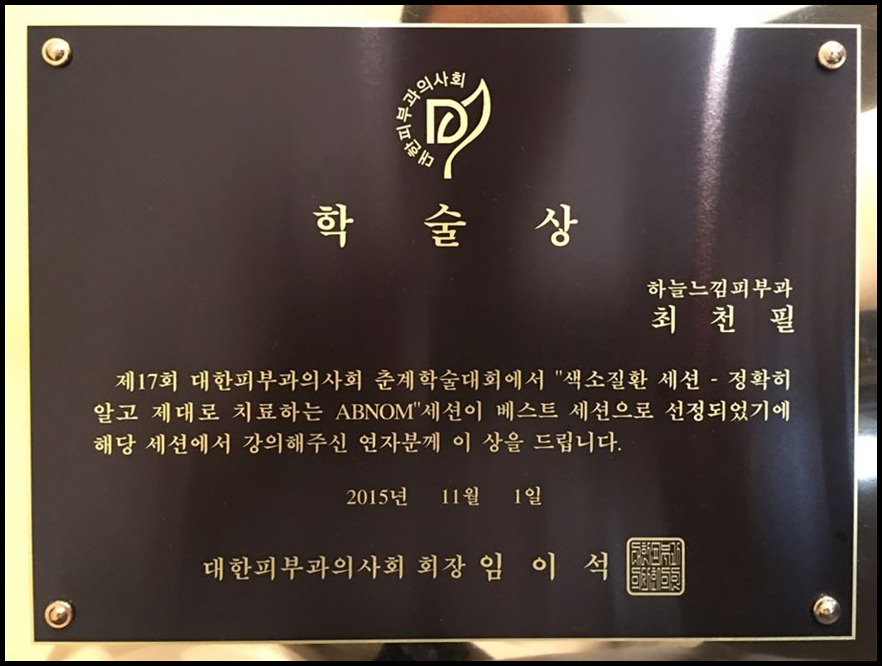 대한피부과의사회
학 술 상
하늘느낌피부과
최 천 필
제17회 대한피부과의사회 춘계학술대회에서 "색소질환 세션 - 정확히
알고 제대로 치료하는 ABNOM"세션이 베스트 세션으로 선정되었기에
해당 세션에서 강의해주신 연자분께 이 상을 드립니다.
2015년 11월 1일
대한피부과의사회 회장 임 이 석